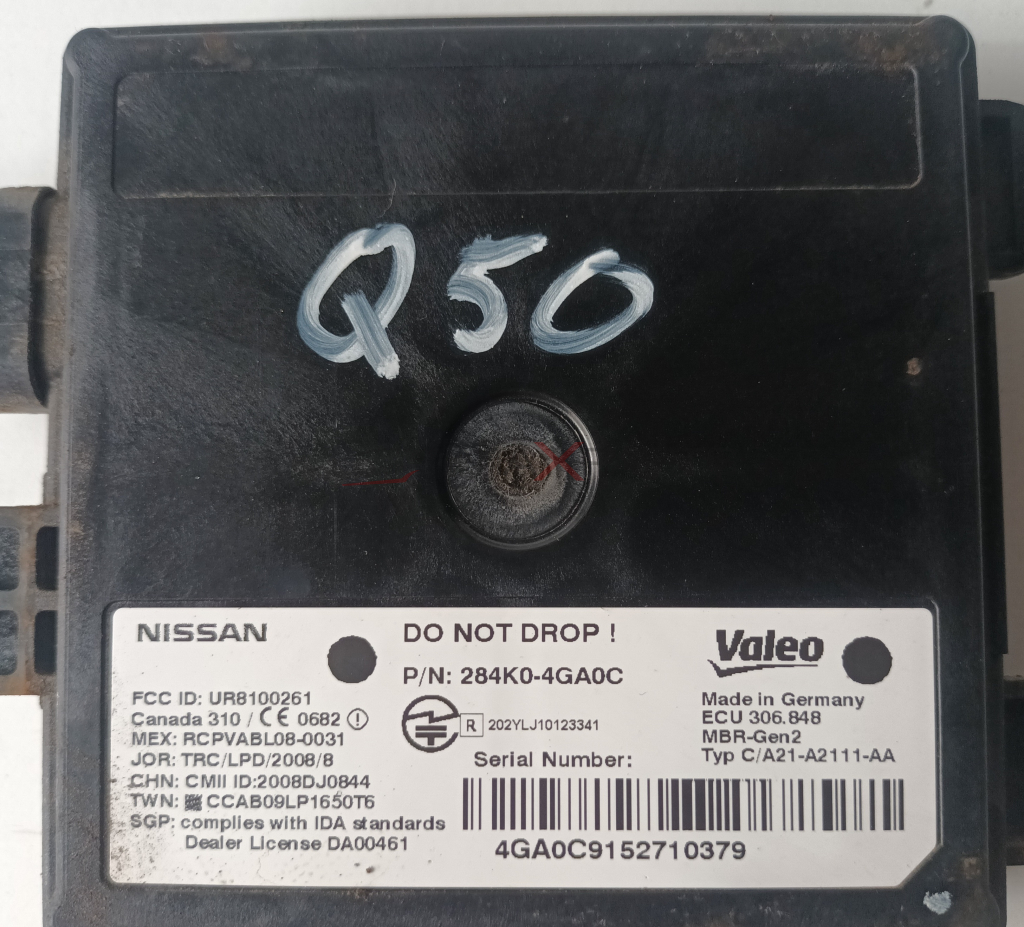 Q50
NISSAN
DO NOT DROP !
Valeo
P/N: 284K0-4GA0C
FCC ID: UR8100261
Canada 310 / CE 0682
MEX: RCPVABL08-0031
JOR: TRC/LPD/2008/8
CHN: CMII ID:2008DJ0844
TWN: CCAB09LP1650T6
SGP: complies with IDA standards
Dealer License DA00461
R 202YLJ10123341
Made in Germany
ECU 306.848
MBR-Gen2
Typ C/A21-A2111-AA
Serial Number:
4GA0C9152710379